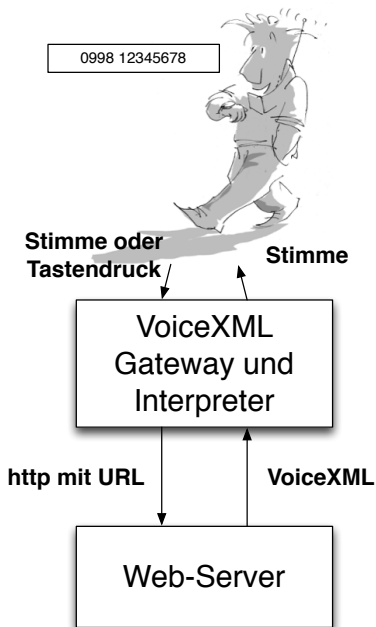 0998 12345678
Stimme oder
Tastendruck
Stimme
VoiceXML
Gateway und
Interpreter
http mit URL
VoiceXML
Web-Server